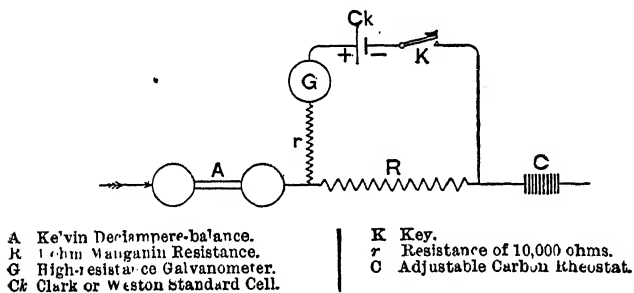 Ck
+ −
K
G
r
A
R
C
A Kelvin Deciampere-balance.
R 1 ohm Manganin Resistance.
G High-resistance Galvanometer.
Ck Clark or Weston Standard Cell.
K Key.
r Resistance of 10,000 ohms.
C Adjustable Carbon Rheostat.